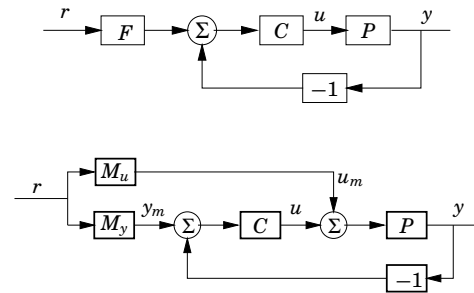 r F Σ C u P y
−1
r M_u u_m
M_y y_m Σ C u Σ P y
−1